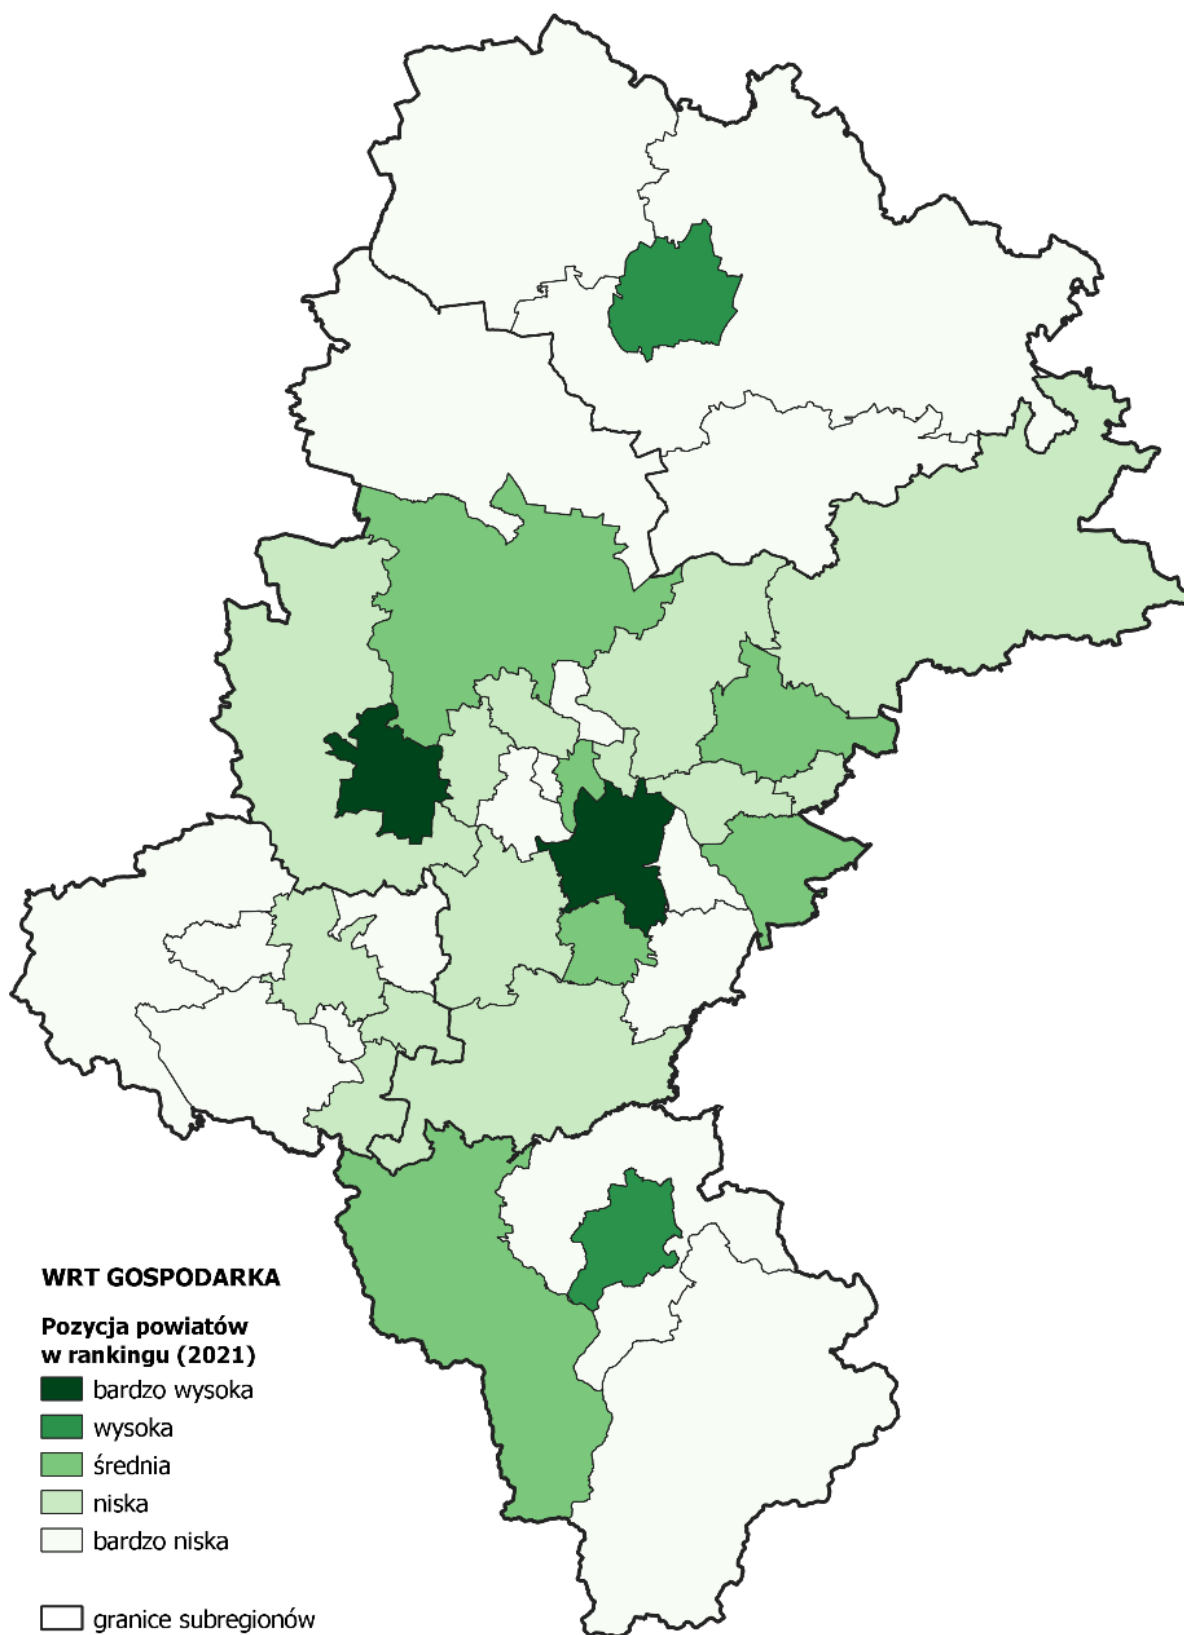 WRT GOSPODARKA
Pozycja powiatów
w rankingu (2021)
bardzo wysoka
wysoka
średnia
niska
bardzo niska
granice subregionów